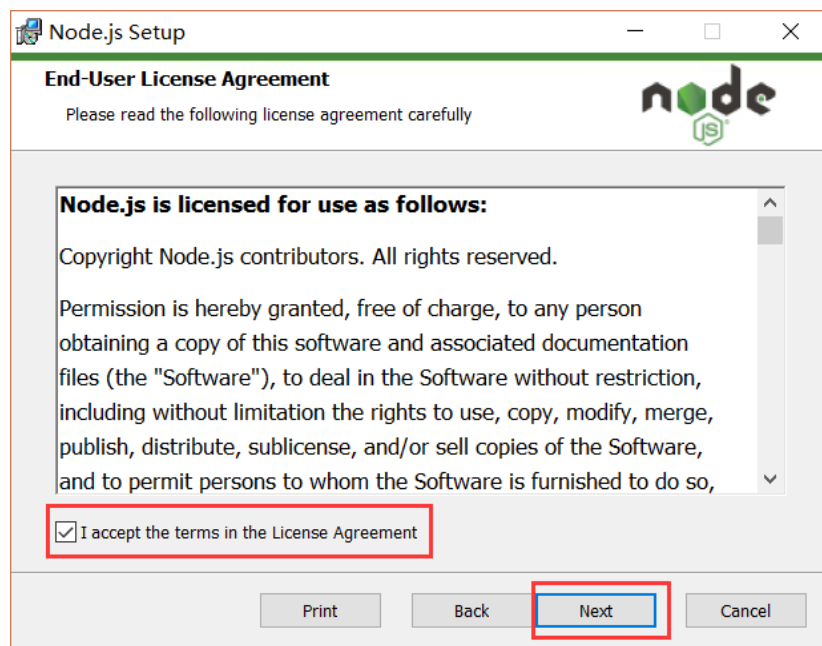 Node.js Setup
End-User License Agreement
Please read the following license agreement carefully
node
JS
Node.js is licensed for use as follows:
Copyright Node.js contributors. All rights reserved.
Permission is hereby granted, free of charge, to any person
obtaining a copy of this software and associated documentation
files (the "Software"), to deal in the Software without restriction,
including without limitation the rights to use, copy, modify, merge,
publish, distribute, sublicense, and/or sell copies of the Software,
and to permit persons to whom the Software is furnished to do so,
I accept the terms in the License Agreement
Print Back Next Cancel